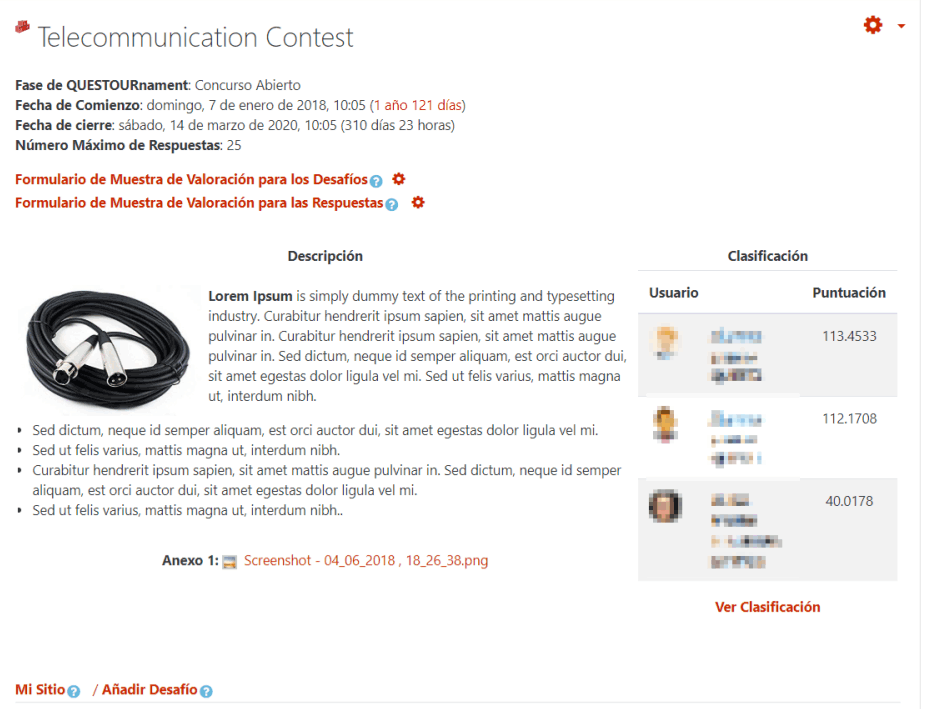 Telecommunication Contest
Fase de QUESTOURnament: Concurso Abierto
Fecha de Comienzo: domingo, 7 de enero de 2018, 10:05 (1 año 121 días)
Fecha de cierre: sábado, 14 de marzo de 2020, 10:05 (310 días 23 horas)
Número Máximo de Respuestas: 25
Formulario de Muestra de Valoración para los Desafíos
Formulario de Muestra de Valoración para las Respuestas
Descripción
Lorem Ipsum is simply dummy text of the printing and typesetting
industry. Curabitur hendrerit ipsum sapien, sit amet mattis augue
pulvinar in. Curabitur hendrerit ipsum sapien, sit amet mattis augue
pulvinar in. Sed dictum, neque id semper aliquam, est orci auctor dui,
sit amet egestas dolor ligula vel mi. Sed ut felis varius, mattis magna
ut, interdum nibh.
Sed dictum, neque id semper aliquam, est orci auctor dui, sit amet egestas dolor ligula vel mi.
Sed ut felis varius, mattis magna ut, interdum nibh.
Curabitur hendrerit ipsum sapien, sit amet mattis augue pulvinar in. Sed dictum, neque id semper
aliquam, est orci auctor dui, sit amet egestas dolor ligula vel mi.
Sed ut felis varius, mattis magna ut, interdum nibh..
Anexo 1: Screenshot - 04_06_2018 , 18_26_38.png
Clasificación
Usuario Puntuación
113.4533
112.1708
40.0178
Ver Clasificación
Mi Sitio / Añadir Desafío